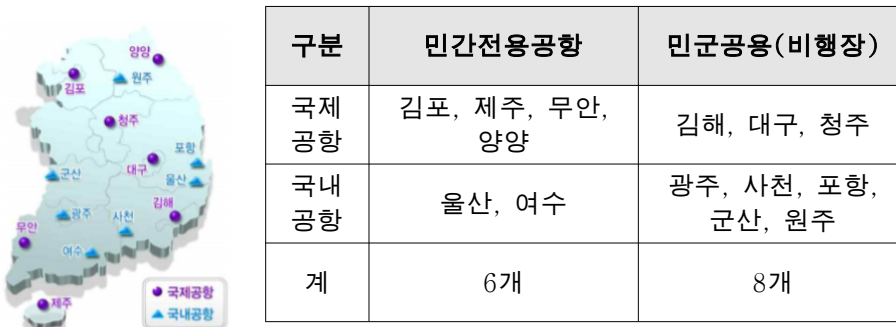 양양
원주
김포
청주
포항
대구
군산
울산
김해
광주
사천
무안
여수
제주
국제공항
국내공항
구분 민간전용공항 민군공용(비행장)
국제
공항
김포, 제주, 무안,
양양
김해, 대구, 청주
국내
공항
울산, 여수
광주, 사천, 포항,
군산, 원주
계 6개 8개